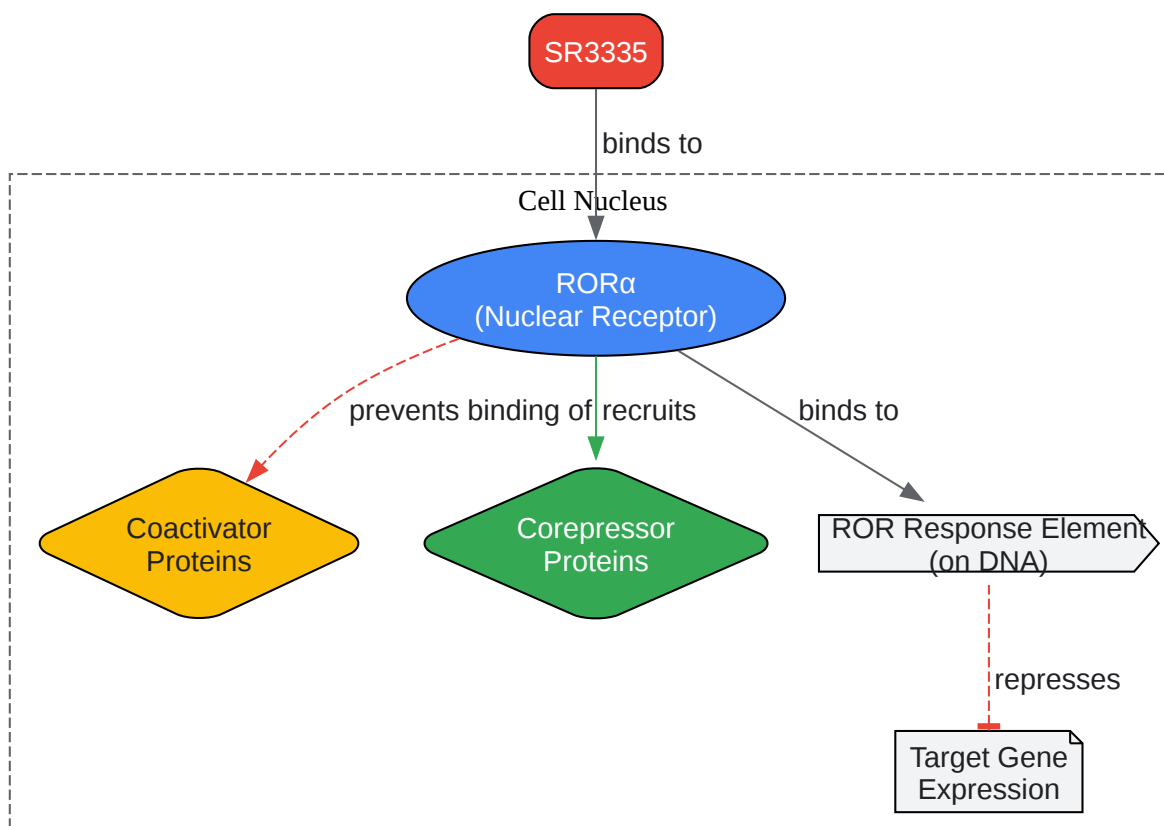 SR3335
binds to
Cell Nucleus
RORα
(Nuclear Receptor)
prevents binding of
recruits
binds to
Coactivator
Proteins
Corepressor
Proteins
ROR Response Element
(on DNA)
represses
Target Gene
Expression